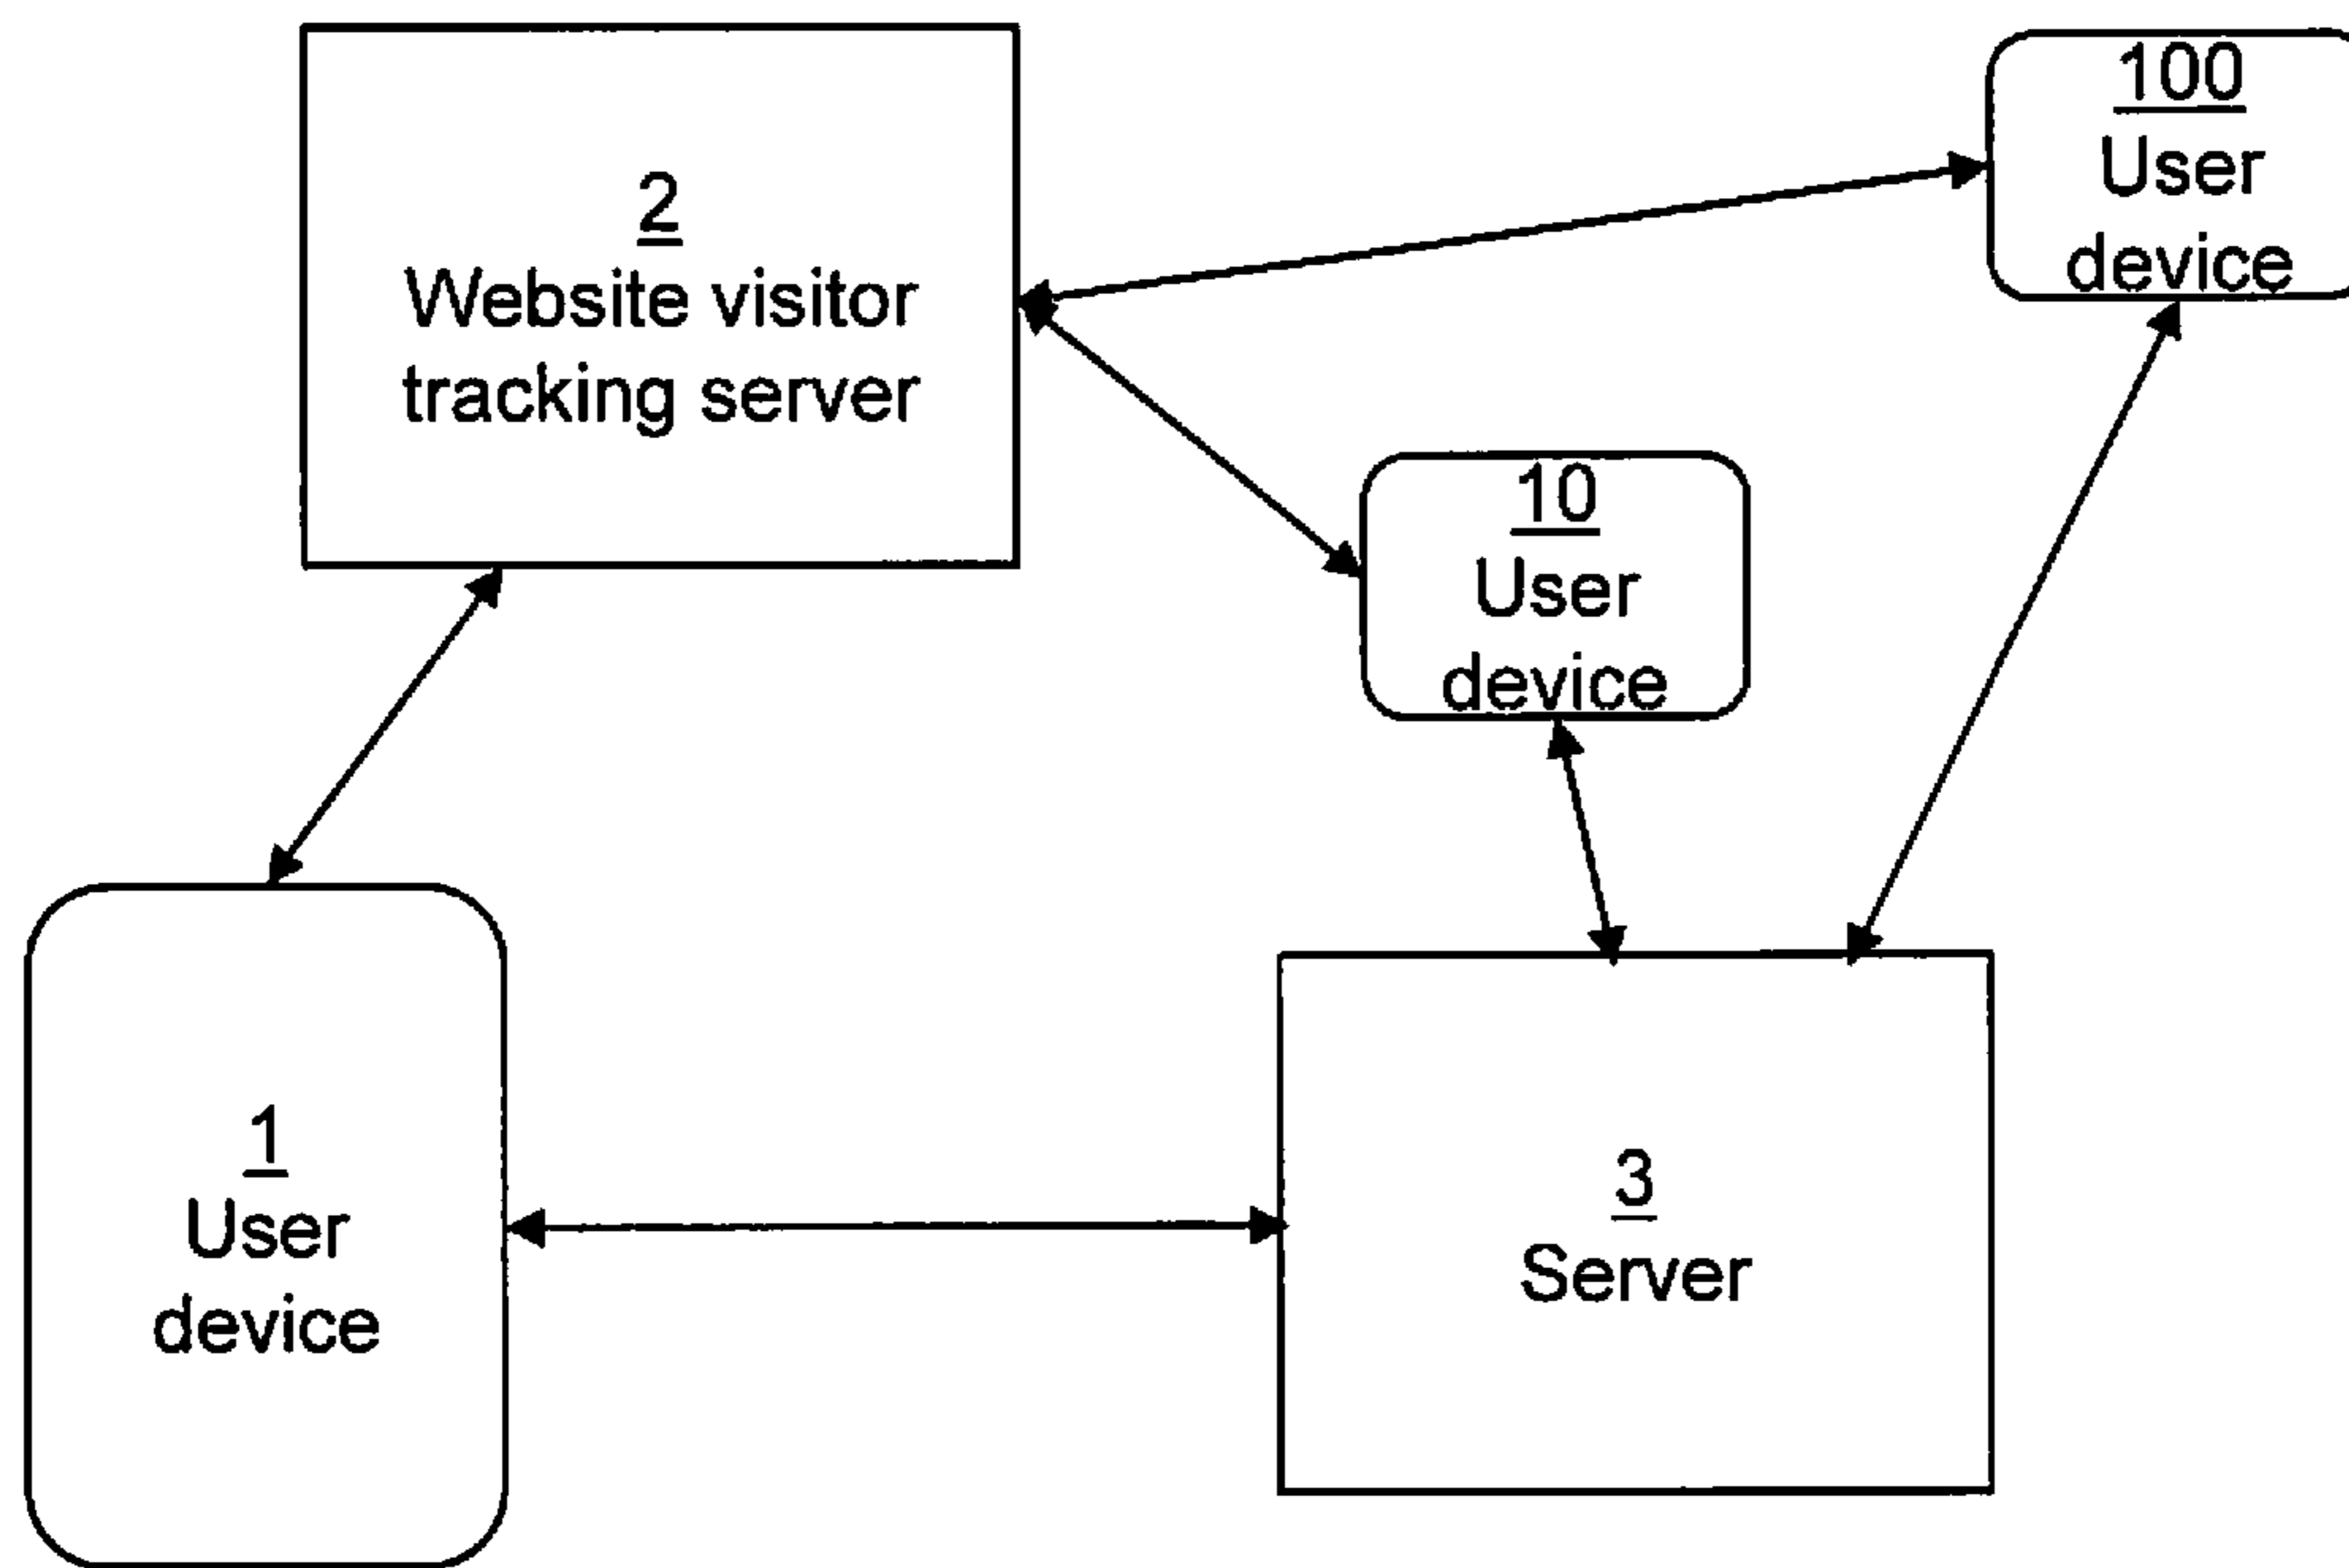 2
Website visitor
tracking server
100
User
device
10
User
device
1
User
device
3
Server